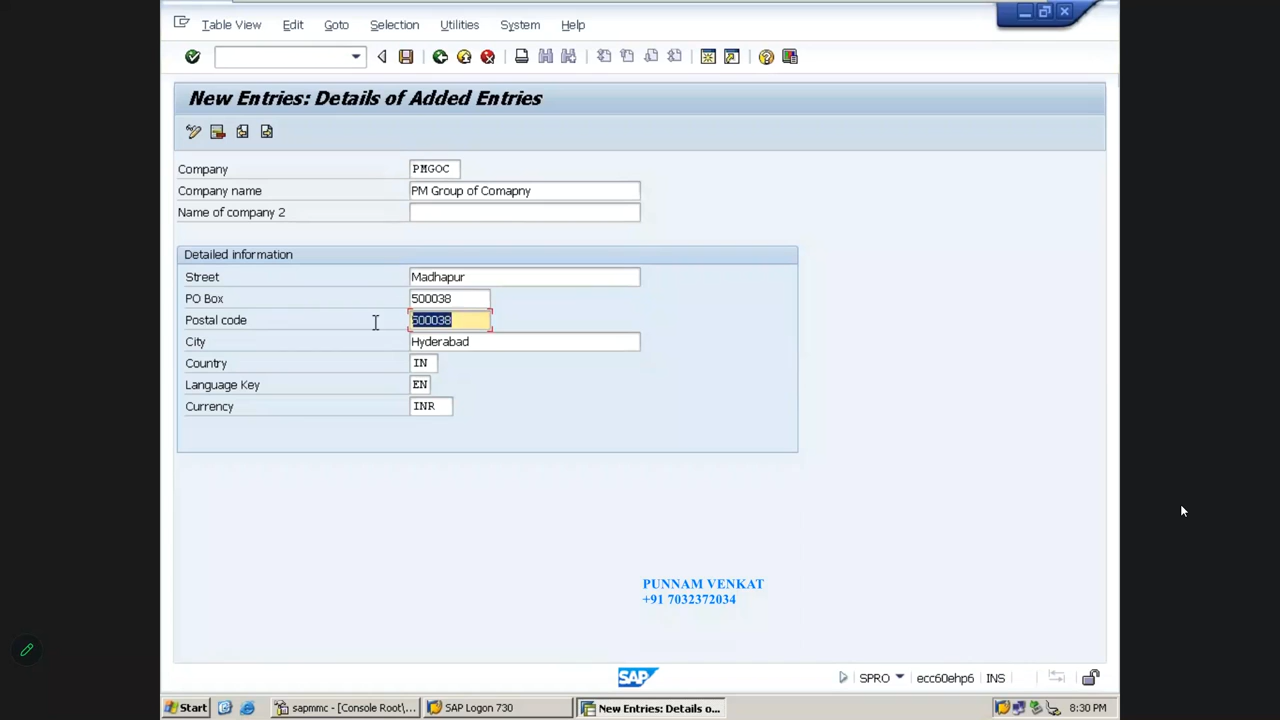 Table View Edit Goto Selection Utilities System Help
New Entries: Details of Added Entries
Company PMGOC
Company name PM Group of Comapny
Name of company 2
Detailed information
Street Madhapur
PO Box 500038
Postal code 500038
City Hyderabad
Country IN
Language Key EN
Currency INR
PUNNAM VENKAT
+91 7032372034
SAP SPRO ecc60ehp6 INS
Start sapmmc - [Console Root\... SAP Logon 730 New Entries: Details o... 8:30 PM